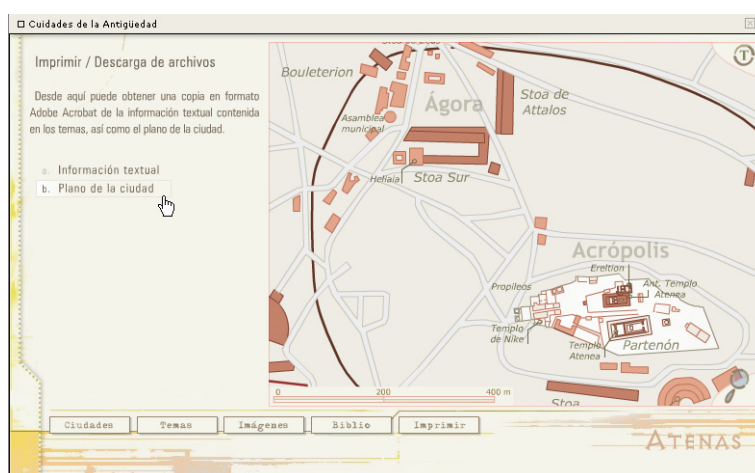 Cuidades de la Antigüedad
Imprimir / Descarga de archivos
Desde aquí puede obtener una copia en formato
Adobe Acrobat de la información textual contenida
en los temas, así como el plano de la ciudad.
a. Información textual
b. Plano de la ciudad
Bouleterion
Asamblea
municipal
Ágora
Stoa de
Attalos
Heliaia
Stoa Sur
Acrópolis
Ereltion
Propileos
Ant. Templo
Atenea
Templo
de Nike
Templo
Atenea
Partenón
Stoa
0 200 400 m
T
Ciudades Temas Imágenes Biblio Imprimir
ATENAS